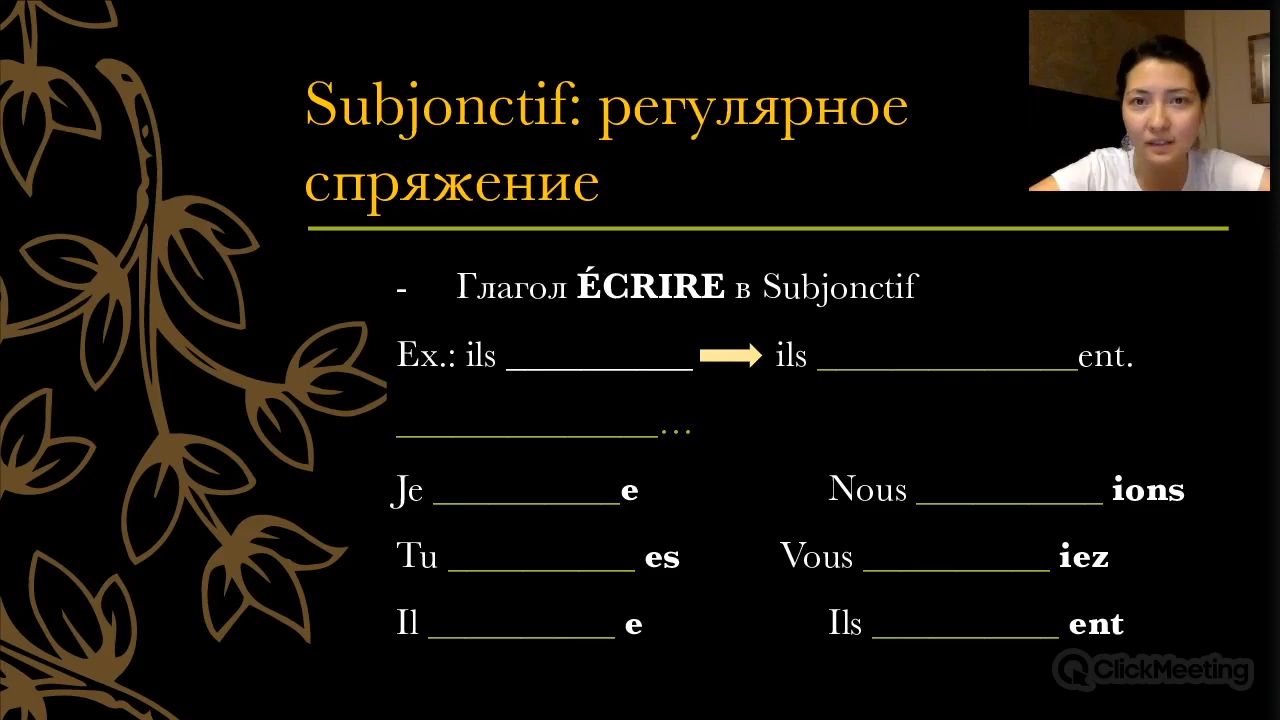 Subjonctif: регулярное
спряжение
- Глагол ÉCRIRE в Subjonctif
Ex.: ils __________ ils ______________ent.
______________…
Je __________e Nous __________ ions
Tu __________ es Vous __________ iez
Il __________ e Ils __________ ent
ClickMeeting